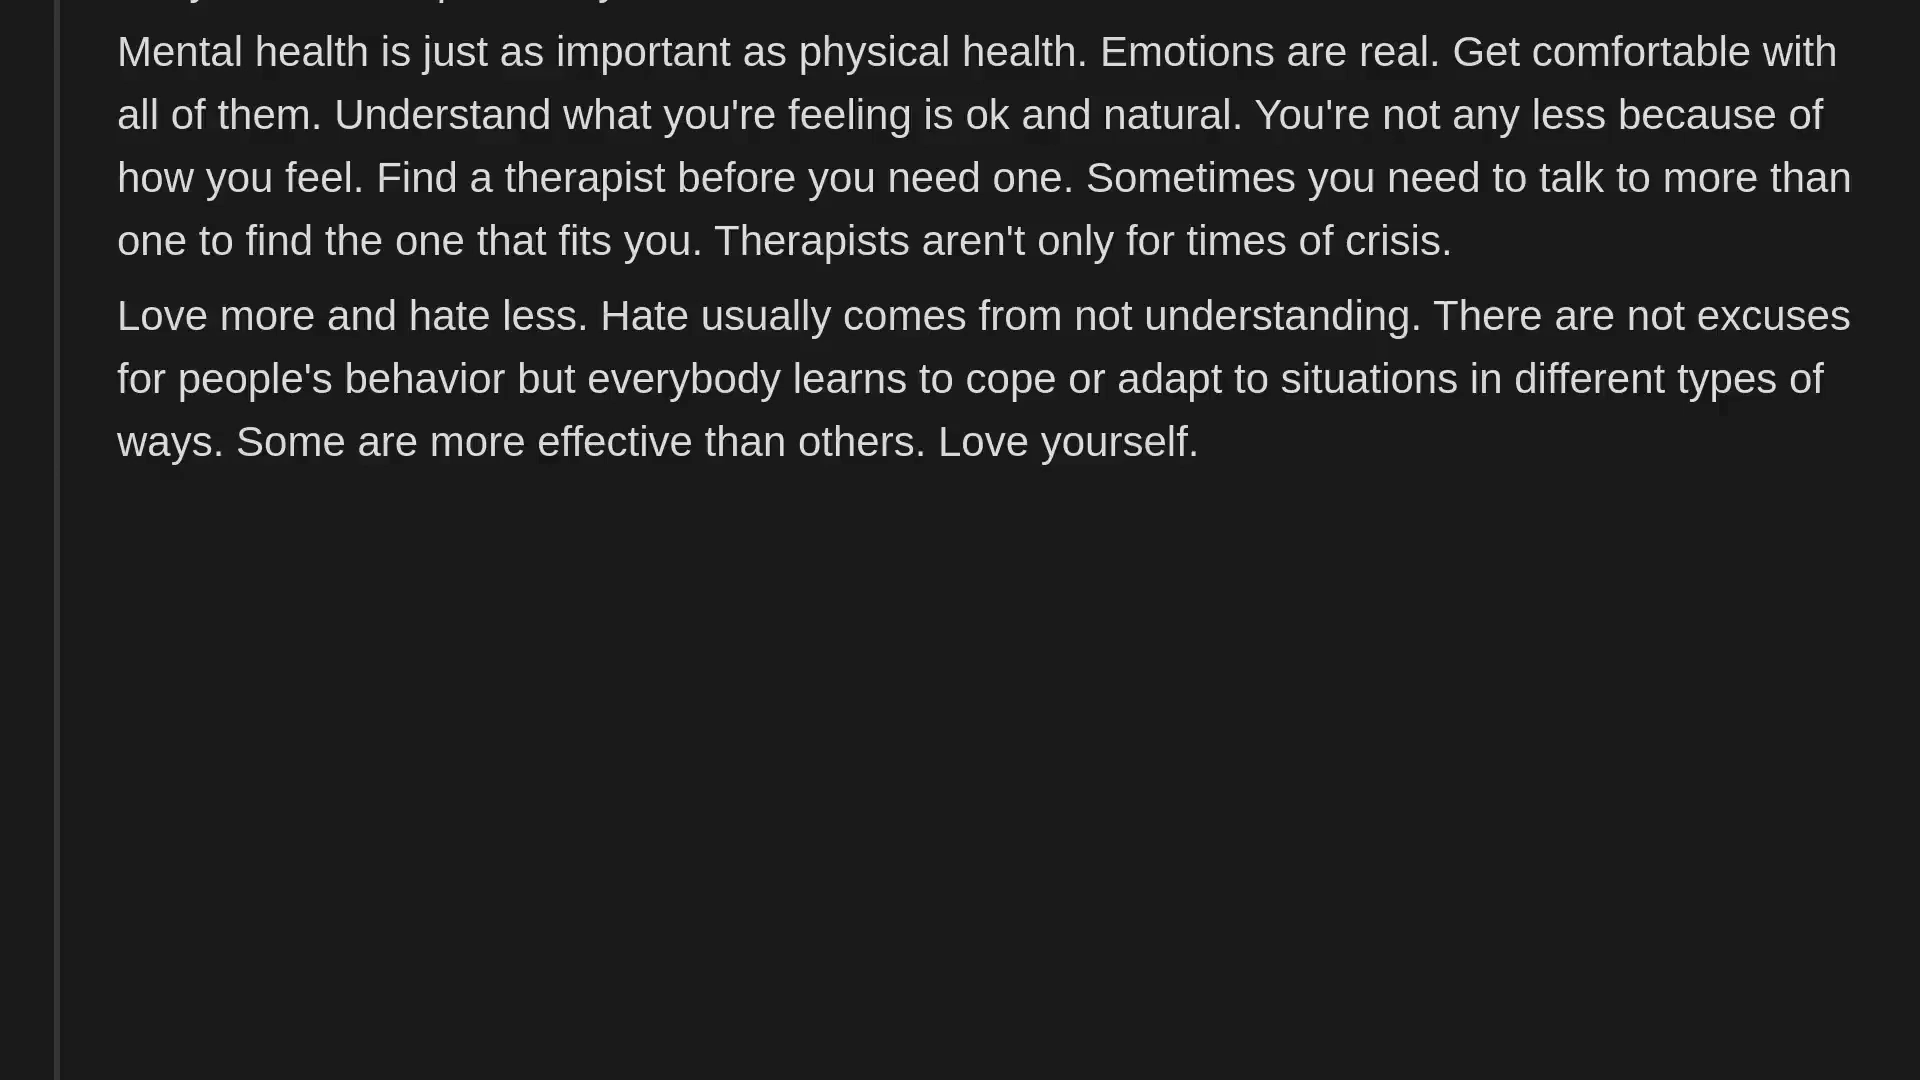 Mental health is just as important as physical health. Emotions are real. Get comfortable with
all of them. Understand what you're feeling is ok and natural. You're not any less because of
how you feel. Find a therapist before you need one. Sometimes you need to talk to more than
one to find the one that fits you. Therapists aren't only for times of crisis.
Love more and hate less. Hate usually comes from not understanding. There are not excuses
for people's behavior but everybody learns to cope or adapt to situations in different types of
ways. Some are more effective than others. Love yourself.